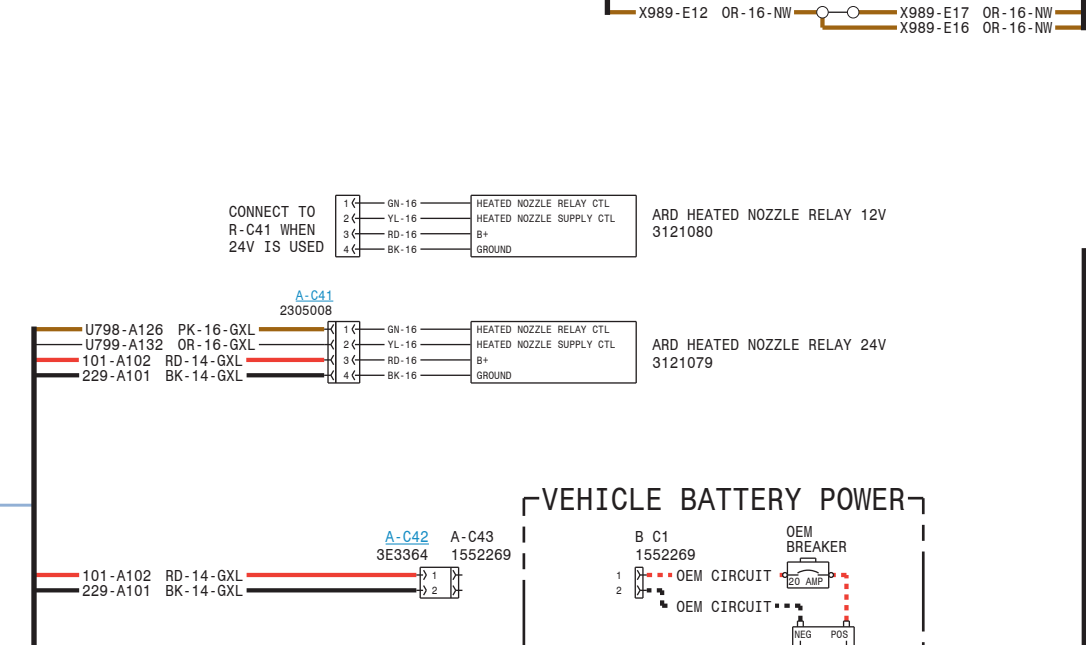 X989-E12 OR-16-NW
X989-E17 OR-16-NW
X989-E16 OR-16-NW
CONNECT TO
R-C41 WHEN
24V IS USED
1 GN-16 HEATED NOZZLE RELAY CTL
2 YL-16 HEATED NOZZLE SUPPLY CTL
3 RD-16 B+
4 BK-16 GROUND
ARD HEATED NOZZLE RELAY 12V
3121080
A-C41
2305008
U798-A126 PK-16-GXL 1 GN-16 HEATED NOZZLE RELAY CTL
U799-A132 OR-16-GXL 2 YL-16 HEATED NOZZLE SUPPLY CTL
101-A102 RD-14-GXL 3 RD-16 B+
229-A101 BK-14-GXL 4 BK-16 GROUND
ARD HEATED NOZZLE RELAY 24V
3121079
VEHICLE BATTERY POWER
A-C42 A-C43
3E3364 1552269
101-A102 RD-14-GXL 1
229-A101 BK-14-GXL 2
B C1
1552269
OEM
BREAKER
1 OEM CIRCUIT
20 AMP
2 OEM CIRCUIT
NEG POS